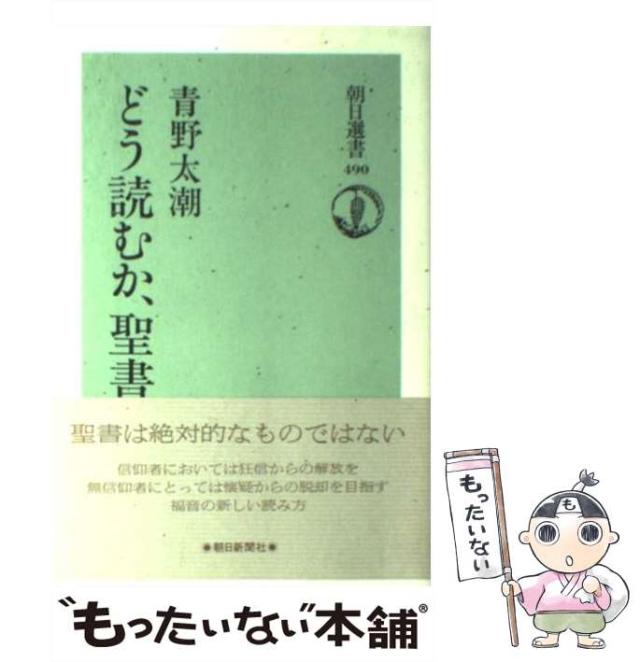 朝日選書
490
青野太潮
どう読むか、聖書
聖書は絶対的なものではない
信仰者においては狂信からの解放を
無信仰者にとっては懐疑からの脱却を目指す
福音の新しい読み方
●朝日新聞社●
も
もったいない
"もったいない"本舗®